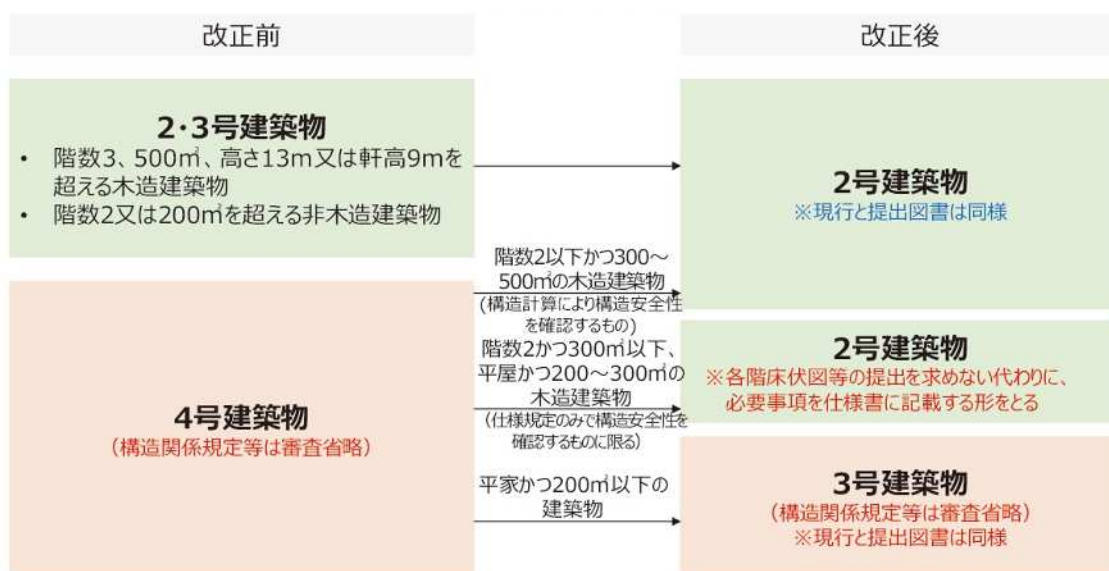 改正前
改正後
2・3号建築物
• 階数3、500㎡、高さ13m又は軒高9mを
超える木造建築物
• 階数2又は200㎡を超える非木造建築物
2号建築物
※現行と提出図書は同様
階数2以下かつ300～
500㎡の木造建築物
(構造計算により構造安全性
を確認するもの)
階数2かつ300㎡以下、
平屋かつ200～300㎡の
木造建築物
(仕様規定のみで構造安全性を
確認するものに限る)
2号建築物
※各階床伏図等の提出を求めない代わりに、
必要事項を仕様書に記載する形をとる
4号建築物
(構造関係規定等は審査省略)
平家かつ200㎡以下の
建築物
3号建築物
(構造関係規定等は審査省略)
※現行と提出図書は同様